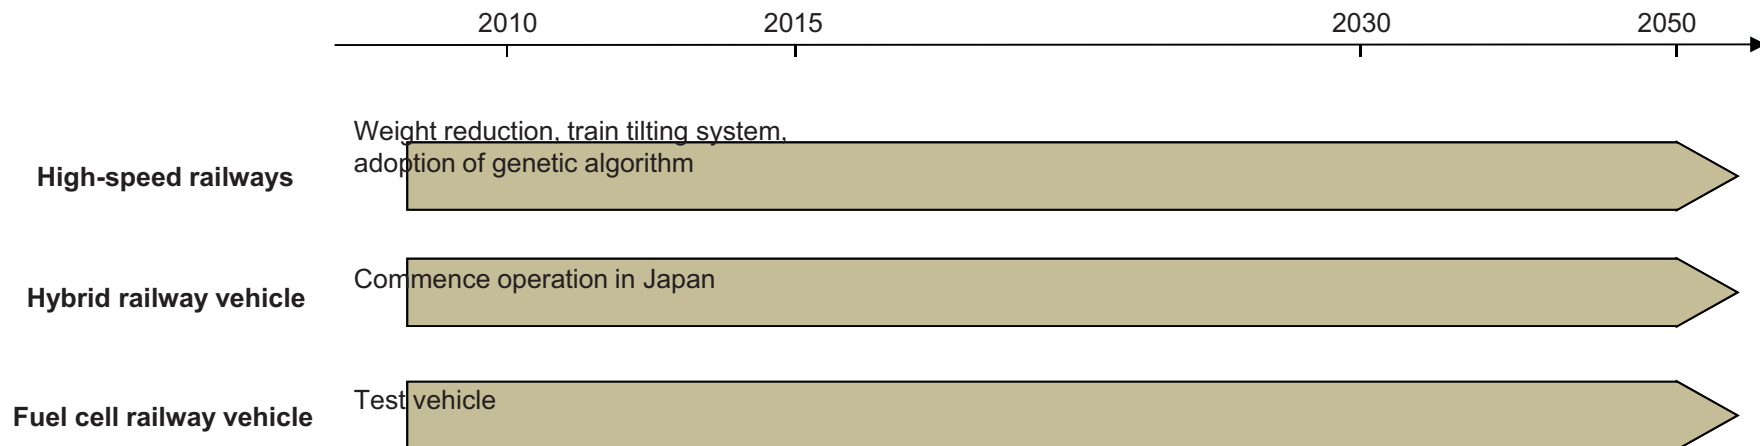 2010 2015 2030 2050
Weight reduction, train tilting system,
adoption of genetic algorithm
High-speed railways
Commence operation in Japan
Hybrid railway vehicle
Test vehicle
Fuel cell railway vehicle